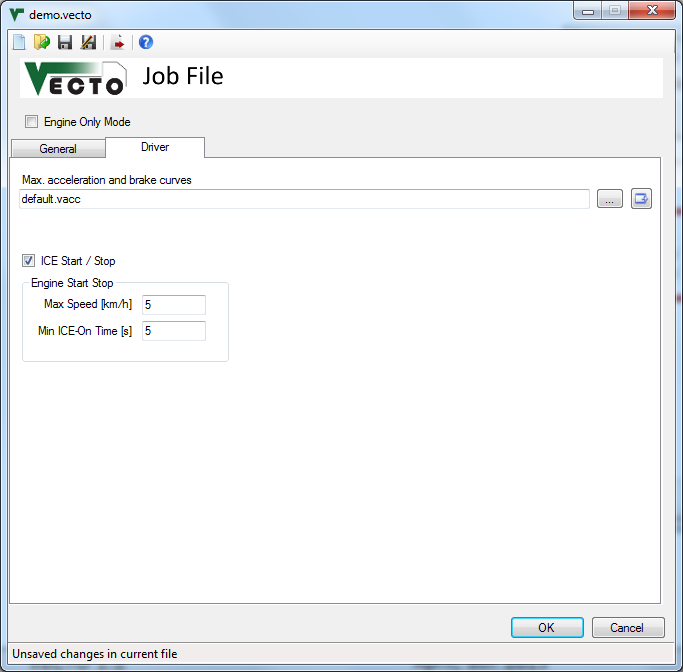 demo.vecto
VECTO Job File
Engine Only Mode
General Driver
Max. acceleration and brake curves
default.vacc ...
ICE Start / Stop
Engine Start Stop
Max Speed [km/h] 5
Min ICE-On Time [s] 5
OK Cancel
Unsaved changes in current file